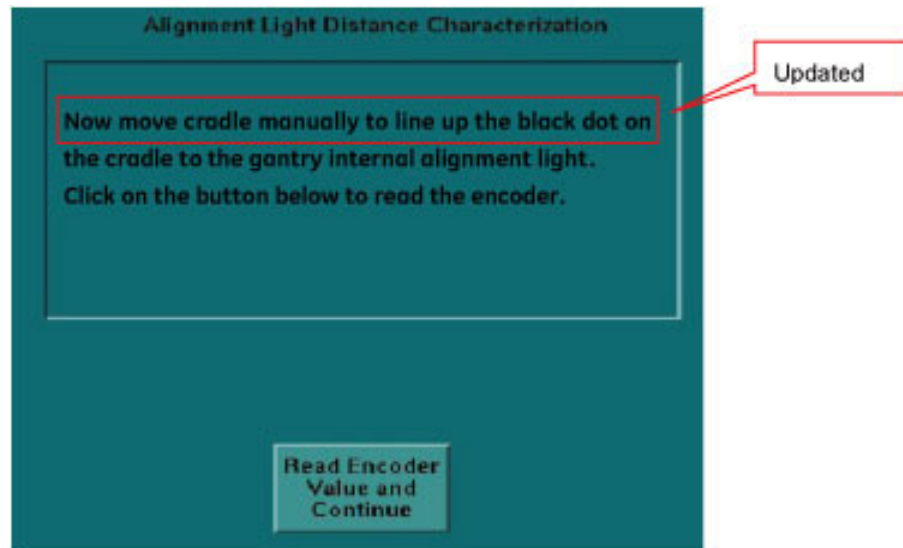 Alignment Light Distance Characterization
Updated
Now move cradle manually to line up the black dot on
the cradle to the gantry internal alignment light.
Click on the button below to read the encoder.
Read Encoder
Value and
Continue